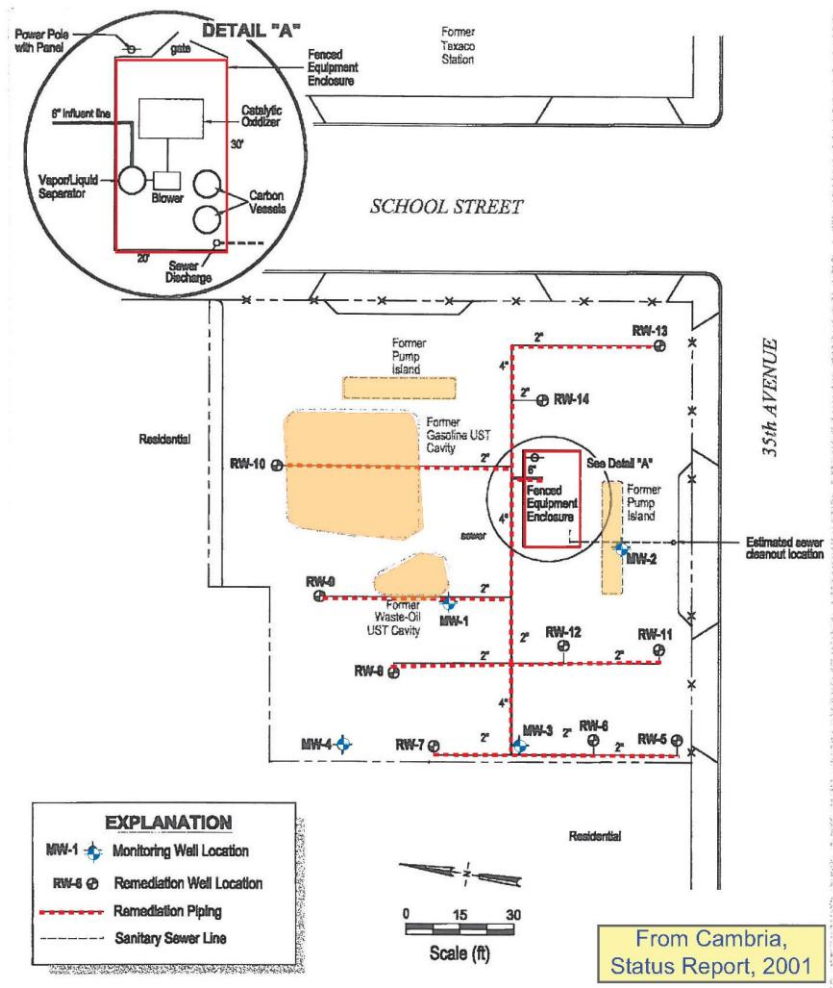 DETAIL "A"
Power Pole
with Panel
gate
Fenced
Equipment
Enclosure
6" Influent line
Catalytic
Oxidizer
30'
Vapor/Liquid
Separator
Blower
Carbon
Vessels
20'
Sewer
Discharge
Former
Texaco
Station
SCHOOL STREET
35th AVENUE
RW-13
2"
4"
Former
Pump
Island
2"
RW-14
Residential
Former
Gasoline UST
Cavity
RW-10
2"
6"
See Detail "A"
Fenced
Equipment
Enclosure
Former
Pump
Island
4"
sewer
Estimated sewer
cleanout location
MW-2
RW-9
2"
Former
Waste-Oil
UST Cavity
MW-1
RW-12
RW-11
2"
2"
2"
RW-8
4"
MW-4
RW-7
2"
MW-3
2"
RW-6
2"
RW-5
Residential
EXPLANATION
MW-1 Monitoring Well Location
RW-6 Remediation Well Location
Remediation Piping
Sanitary Sewer Line
N
0 15 30
Scale (ft)
From Cambria,
Status Report, 2001